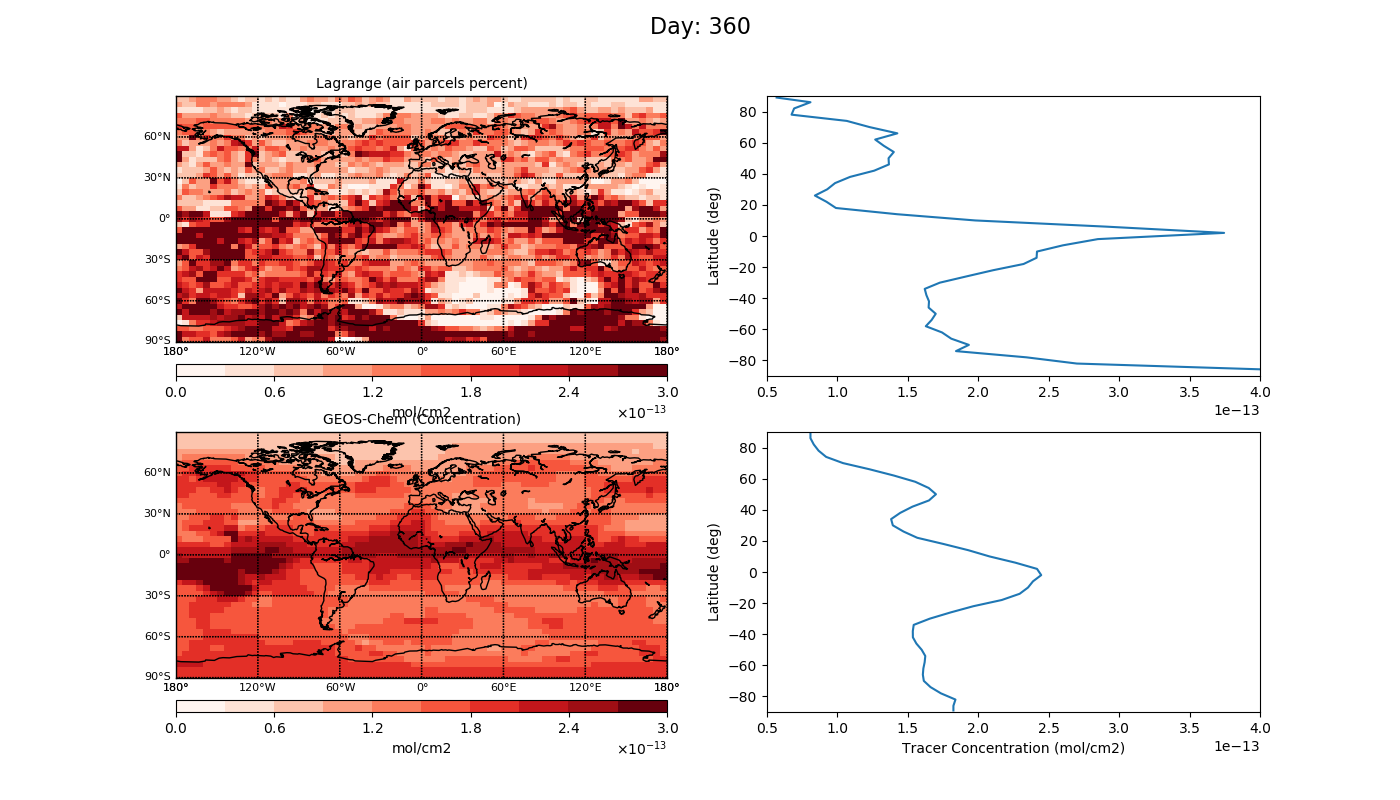 Day: 360
Lagrange (air parcels percent)
60°N
30°N
0°
30°S
60°S
90°S
180° 120°W 60°W 0° 60°E 120°E 180°
0.0 0.6 1.2 1.8 2.4 3.0
mol/cm2
×10−13
Latitude (deg)
80
60
40
20
0
−20
−40
−60
−80
0.5 1.0 1.5 2.0 2.5 3.0 3.5 4.0
1e−13
GEOS-Chem (Concentration)
60°N
30°N
0°
30°S
60°S
90°S
180° 120°W 60°W 0° 60°E 120°E 180°
0.0 0.6 1.2 1.8 2.4 3.0
mol/cm2
×10−13
Latitude (deg)
80
60
40
20
0
−20
−40
−60
−80
0.5 1.0 1.5 2.0 2.5 3.0 3.5 4.0
Tracer Concentration (mol/cm2)
1e−13